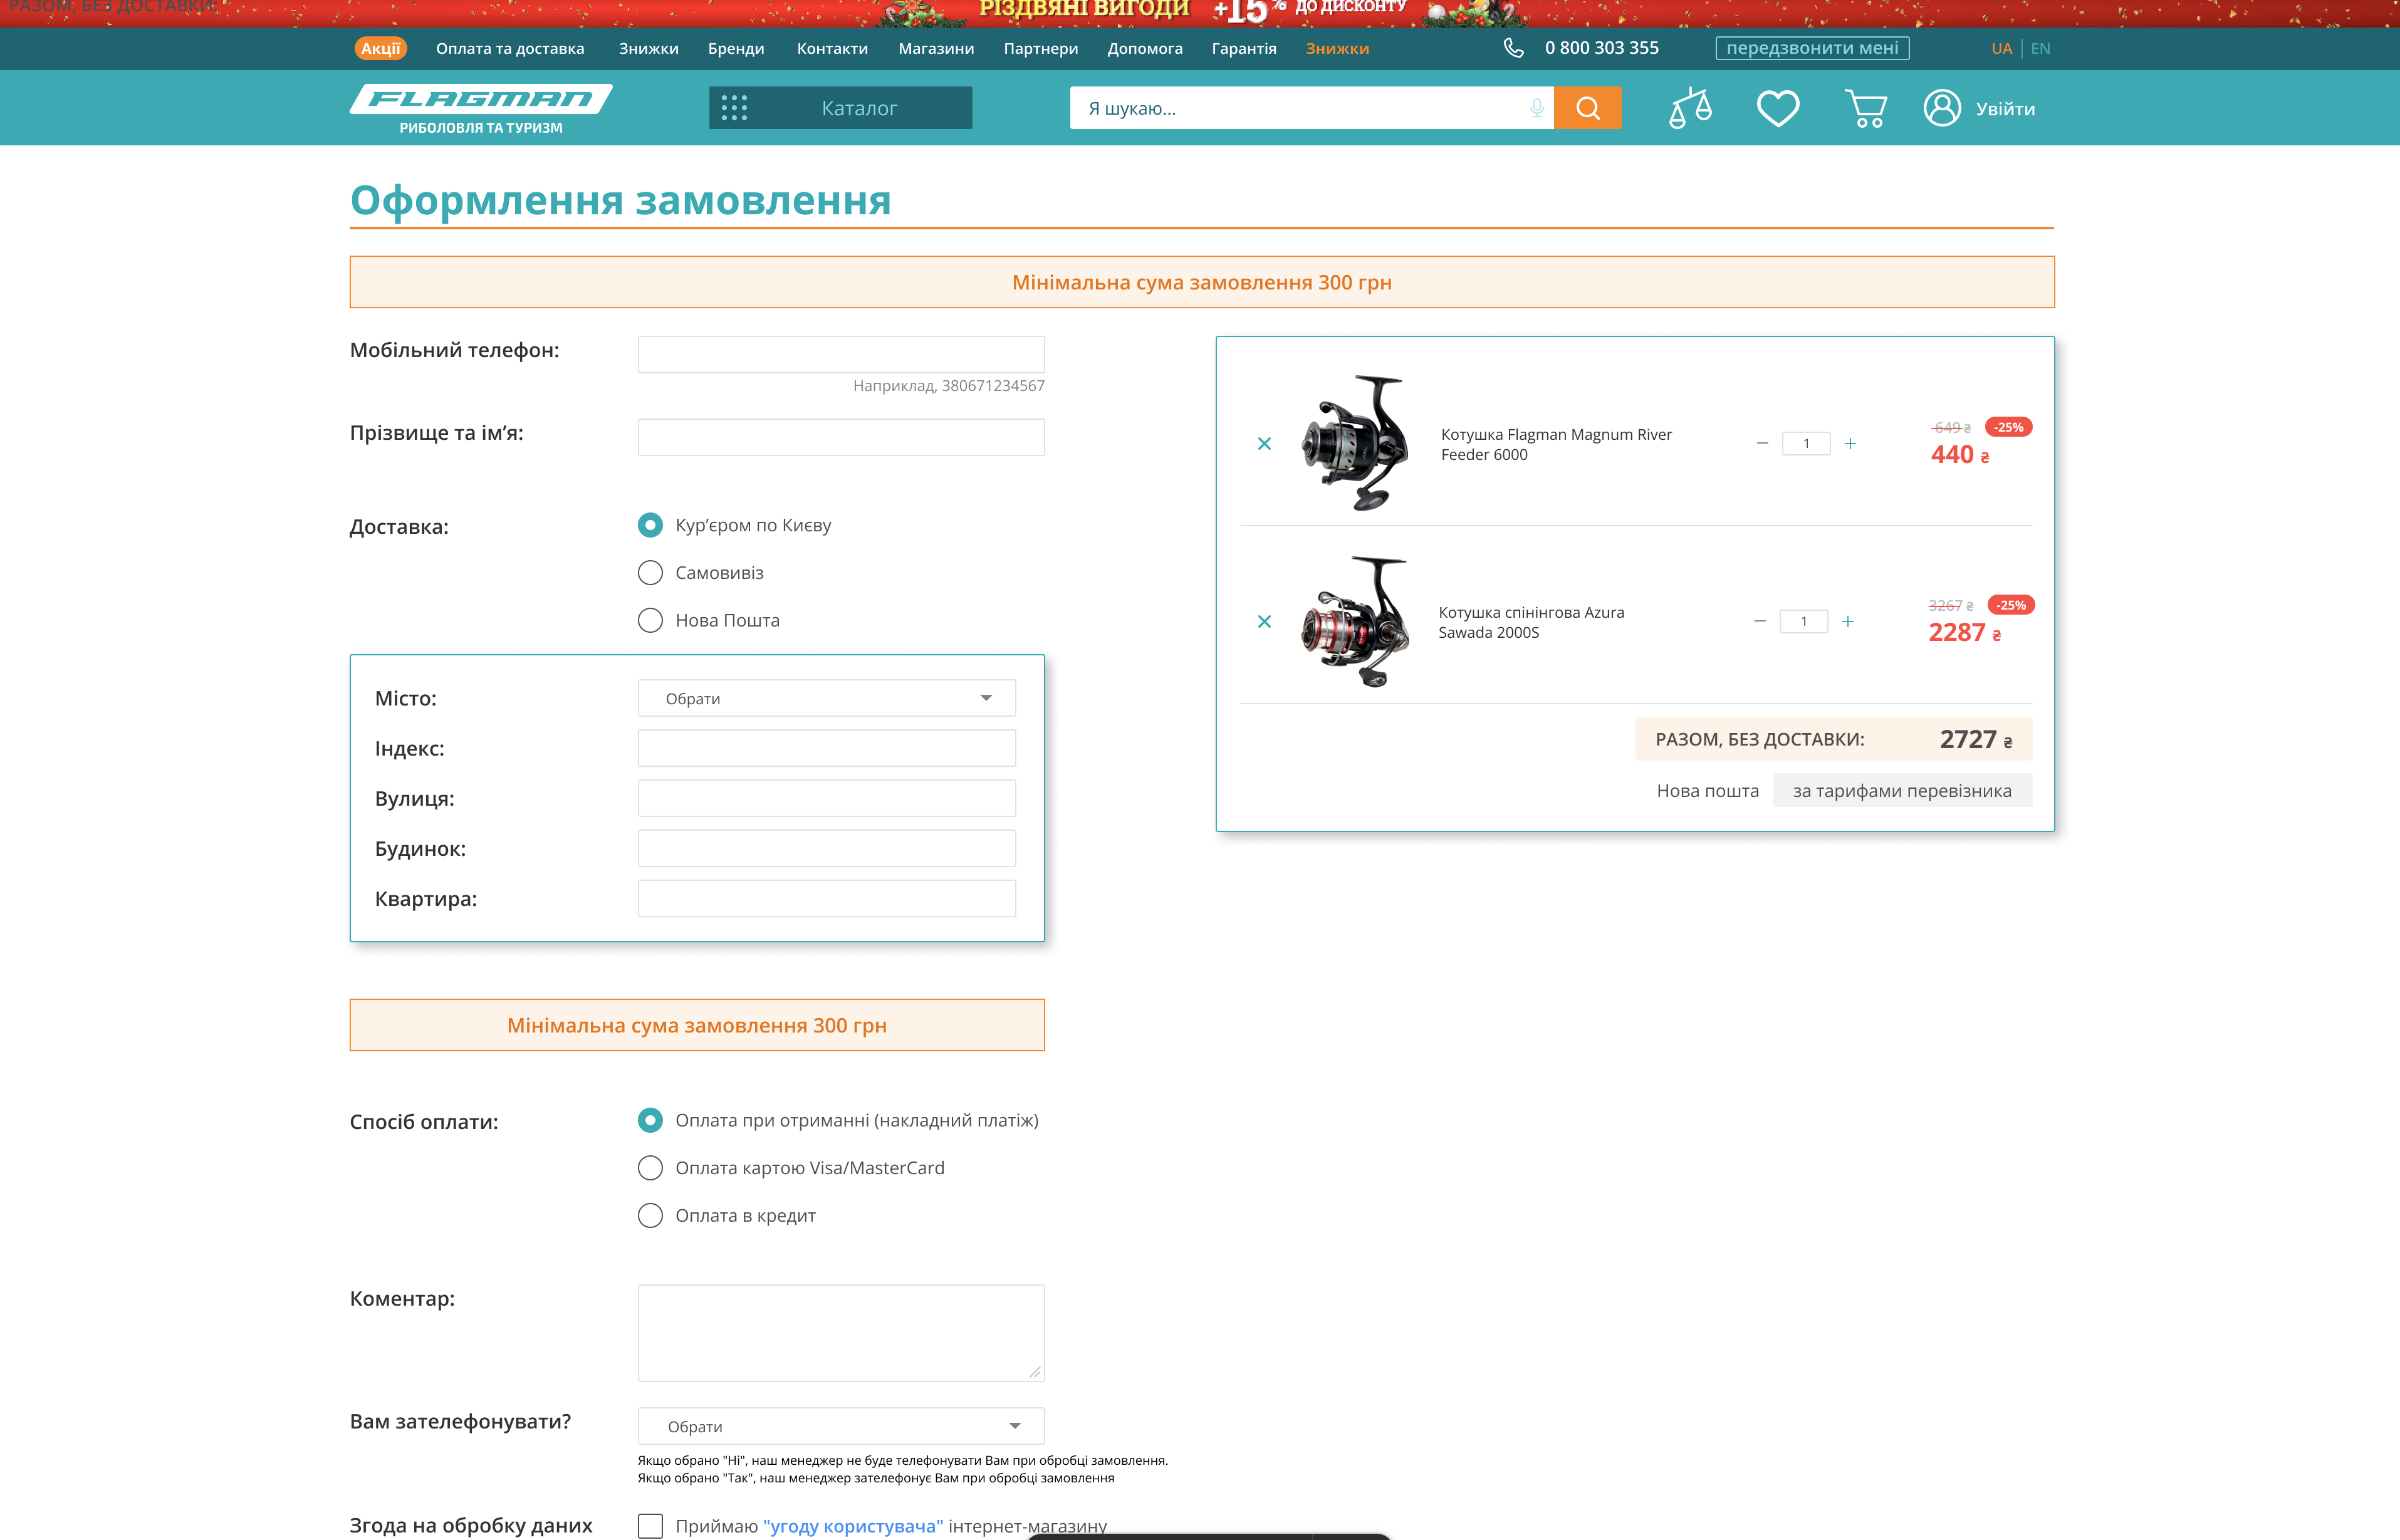 РАЗОМ, БЕЗ ДОСТАВКИ:
РІЗДВЯНІ ВИГОДИ +15% ДО ДИСКОНТУ
Акції Оплата та доставка Знижки Бренди Контакти Магазини Партнери Допомога Гарантія Знижки 0 800 303 355 передзвонити мені UA EN
FLAGMAN
РИБОЛОВЛЯ ТА ТУРИЗМ
Каталог
Я шукаю...
Увійти
Оформлення замовлення
Мінімальна сума замовлення 300 грн
Мобільний телефон:
Наприклад, 380671234567
Прізвище та ім’я:
Доставка:
Кур’єром по Києву
Самовивіз
Нова Пошта
Місто: Обрати
Індекс:
Вулиця:
Будинок:
Квартира:
Мінімальна сума замовлення 300 грн
Спосіб оплати:
Оплата при отриманні (накладний платіж)
Оплата картою Visa/MasterCard
Оплата в кредит
Коментар:
Вам зателефонувати? Обрати
Якщо обрано "Ні", наш менеджер не буде телефонувати Вам при обробці замовлення.
Якщо обрано "Так", наш менеджер зателефонує Вам при обробці замовлення
Згода на обробку даних Приймаю "угоду користувача" інтернет-магазину
Котушка Flagman Magnum River
Feeder 6000
1
649 ₴ -25%
440 ₴
Котушка спінінгова Azura
Sawada 2000S
1
3267 ₴ -25%
2287 ₴
РАЗОМ, БЕЗ ДОСТАВКИ: 2727 ₴
Нова пошта за тарифами перевізника